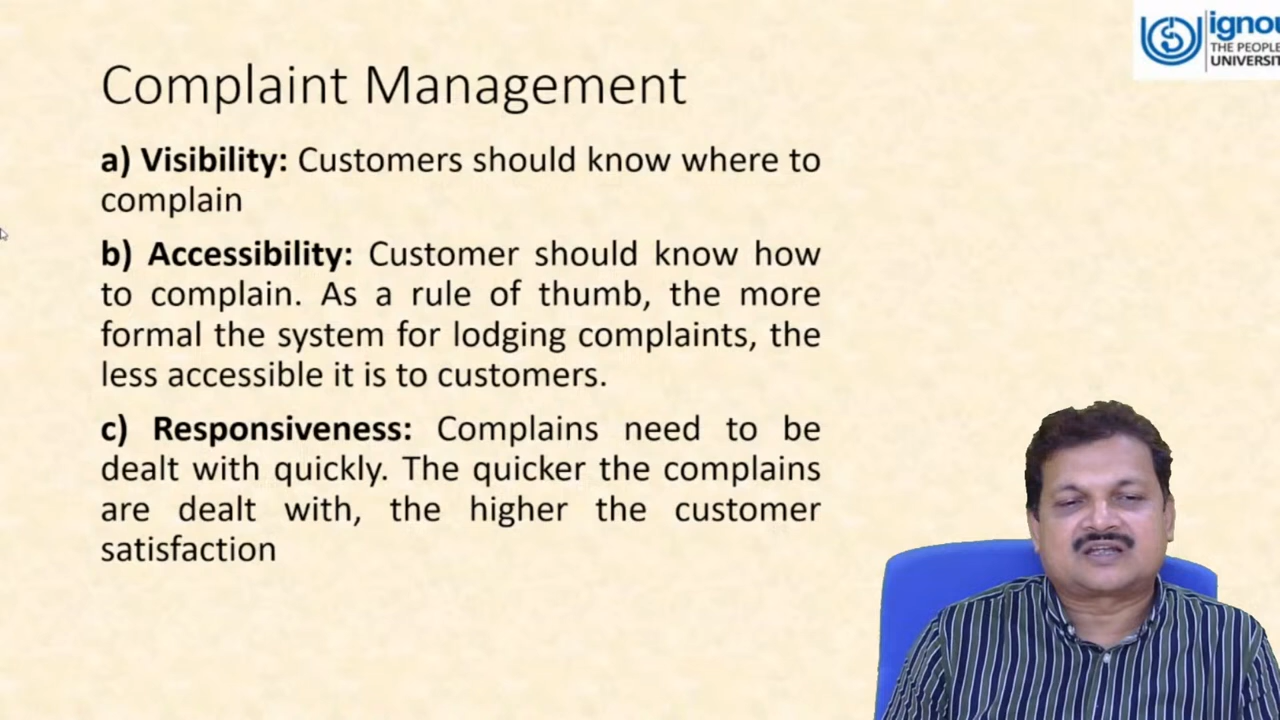 ignou
THE PEOPLE
UNIVERSIT
Complaint Management
a) Visibility: Customers should know where to
complain
b) Accessibility: Customer should know how
to complain. As a rule of thumb, the more
formal the system for lodging complaints, the
less accessible it is to customers.
c) Responsiveness: Complains need to be
dealt with quickly. The quicker the complains
are dealt with, the higher the customer
satisfaction